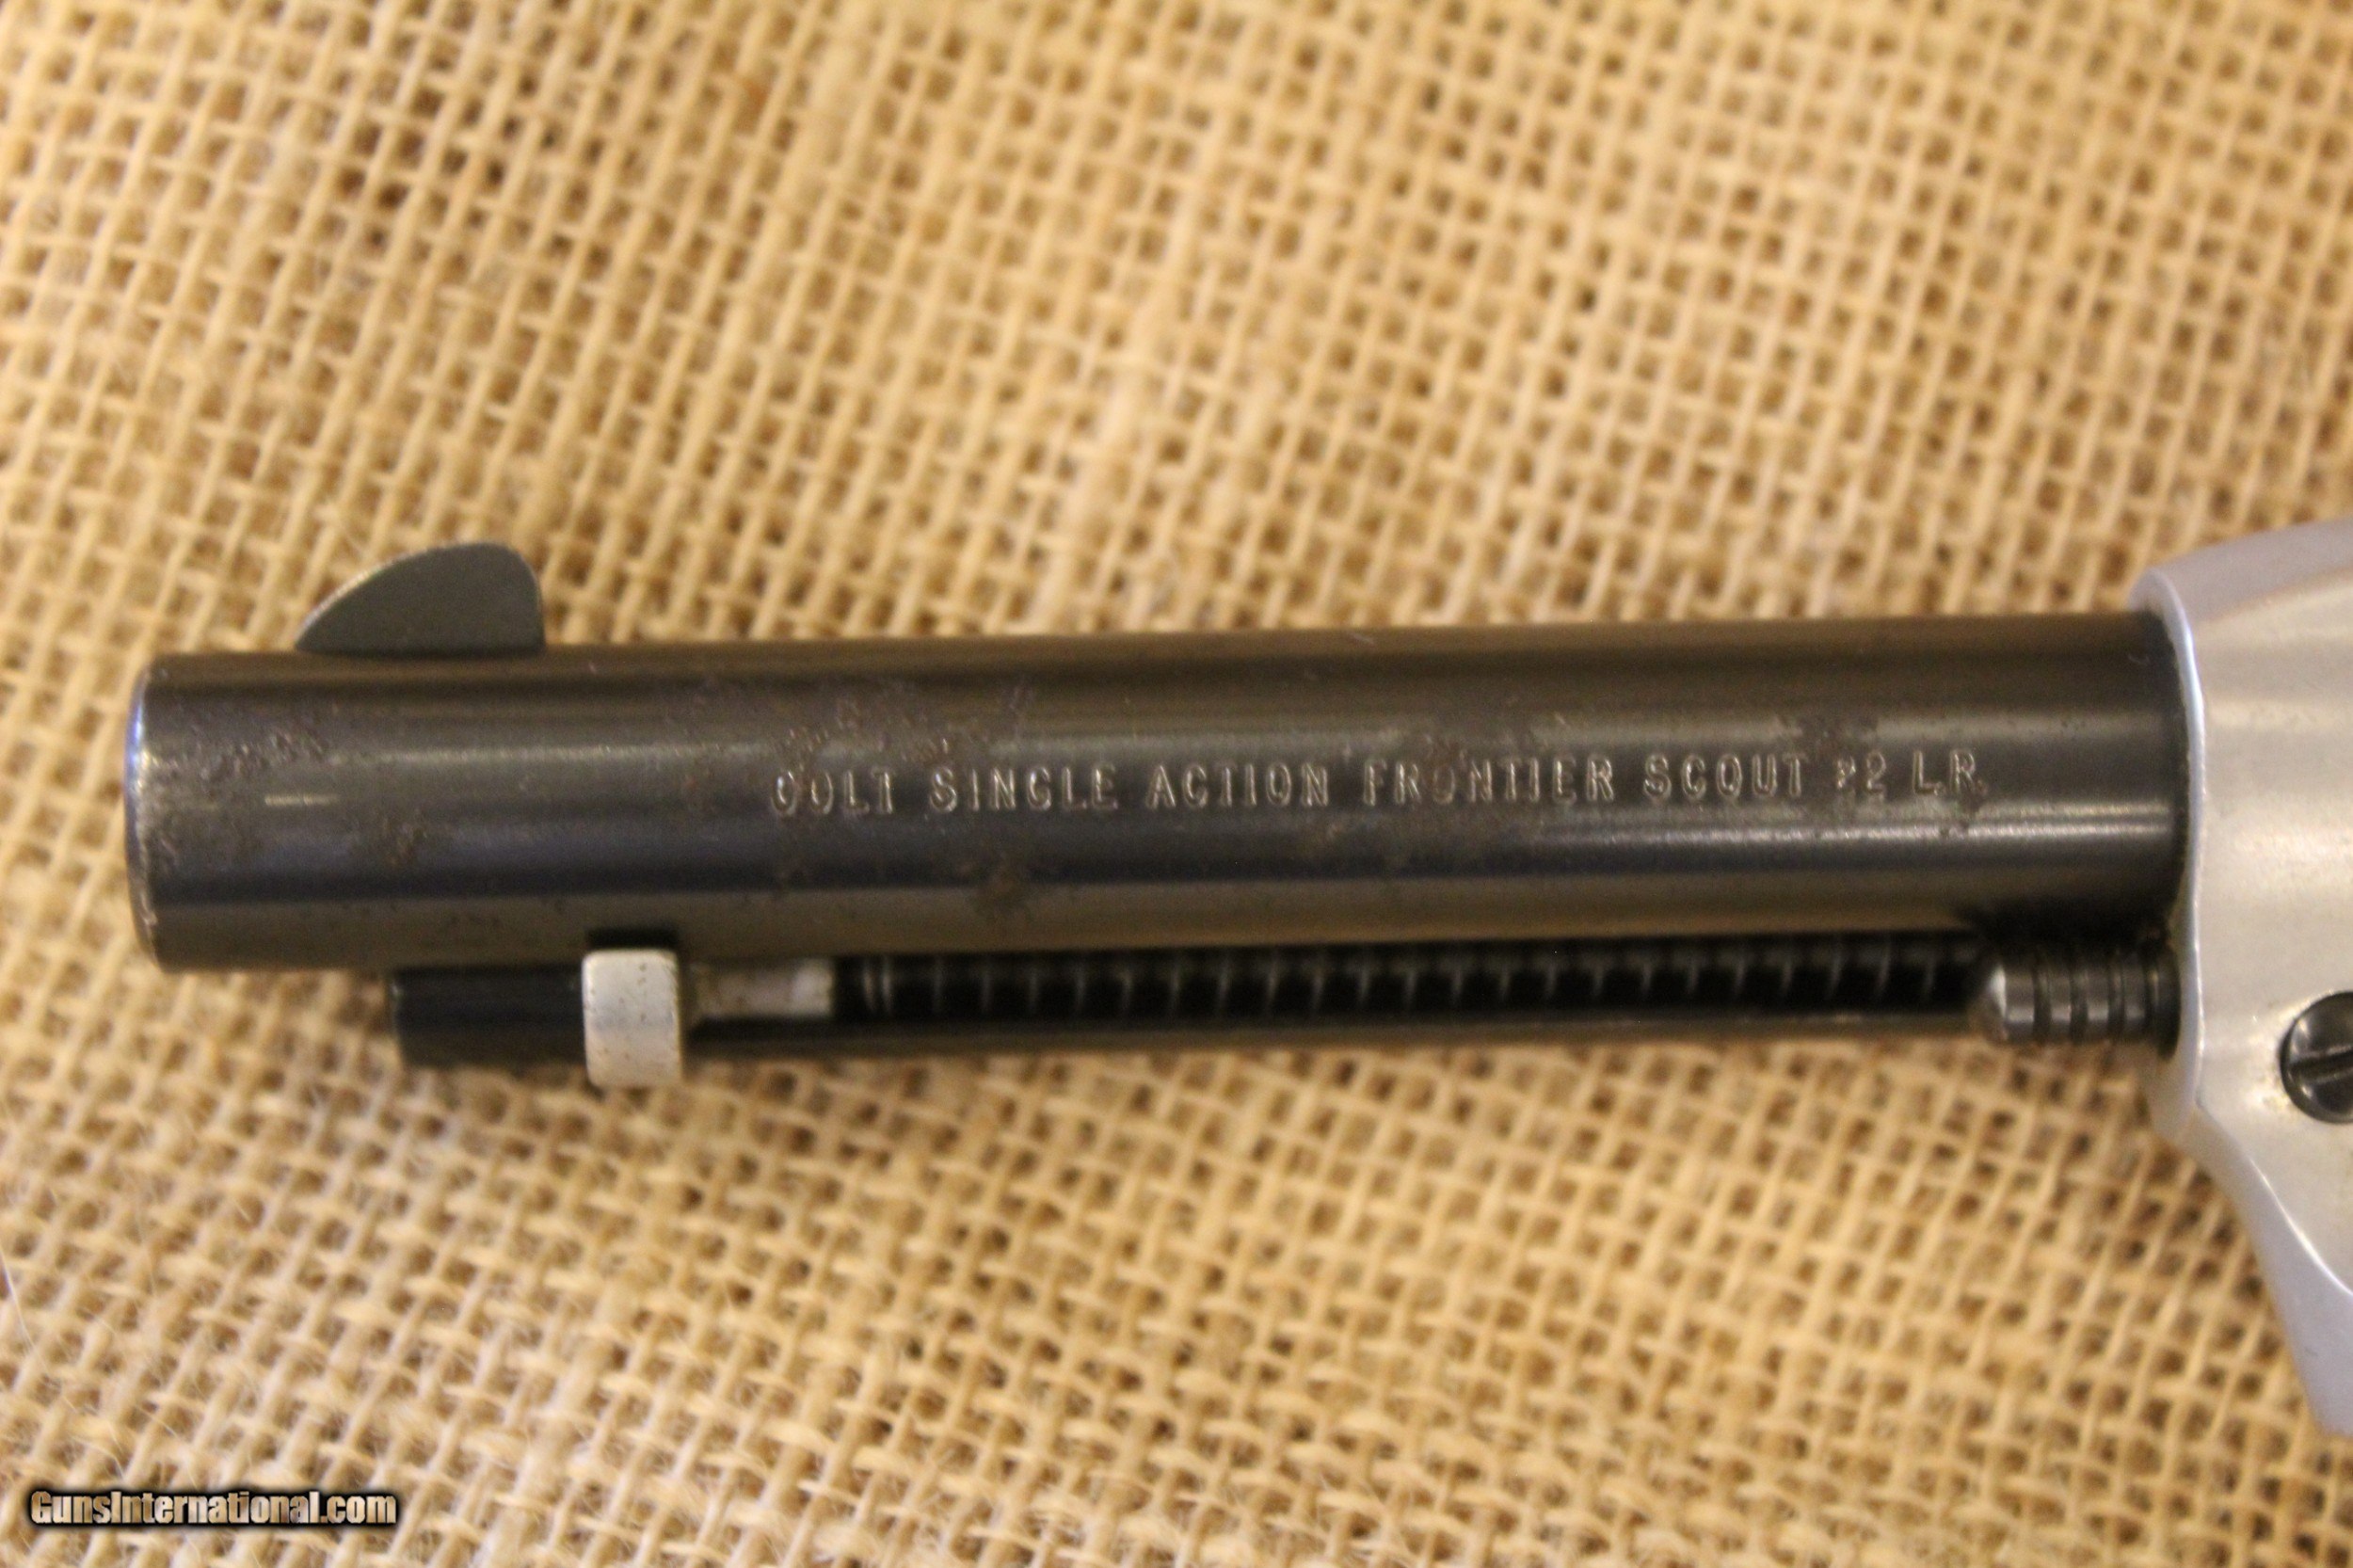 COLT SINGLE ACTION FRONTIER SCOUT 22 L.R.
GunsInternational.com